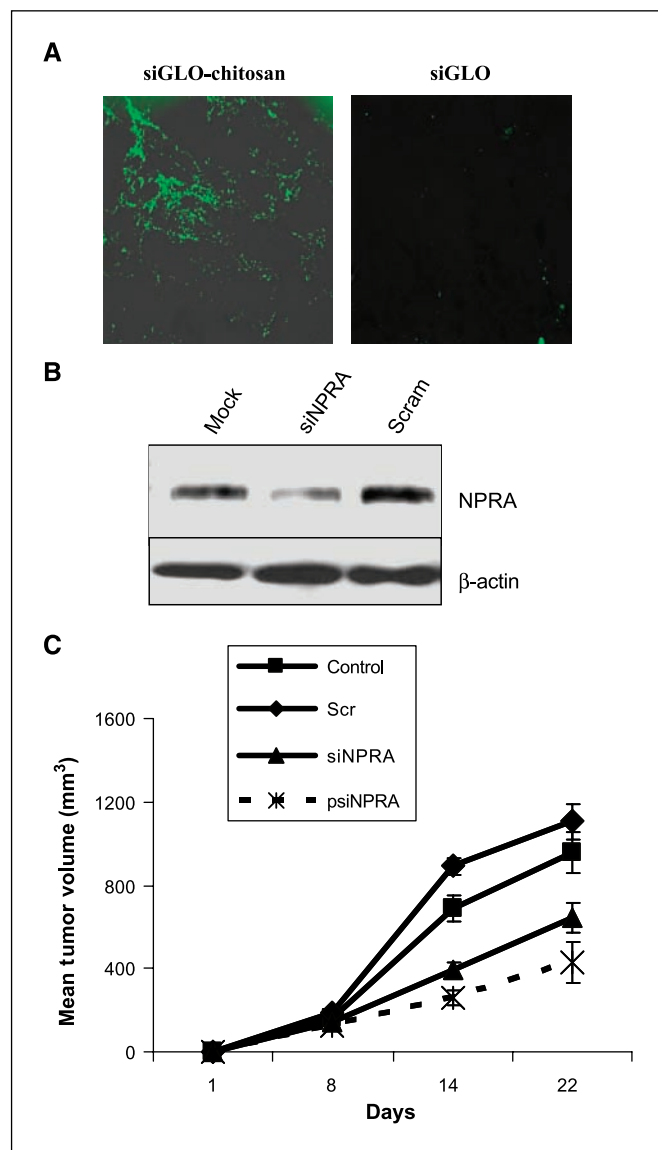 A
siGLO-chitosan
siGLO
B
Mock
siNPRA
Scram
NPRA
β-actin
C
Control
Scr
siNPRA
psiNPRA
Mean tumor volume (mm³)
1600
1200
800
400
0
1
8
14
22
Days